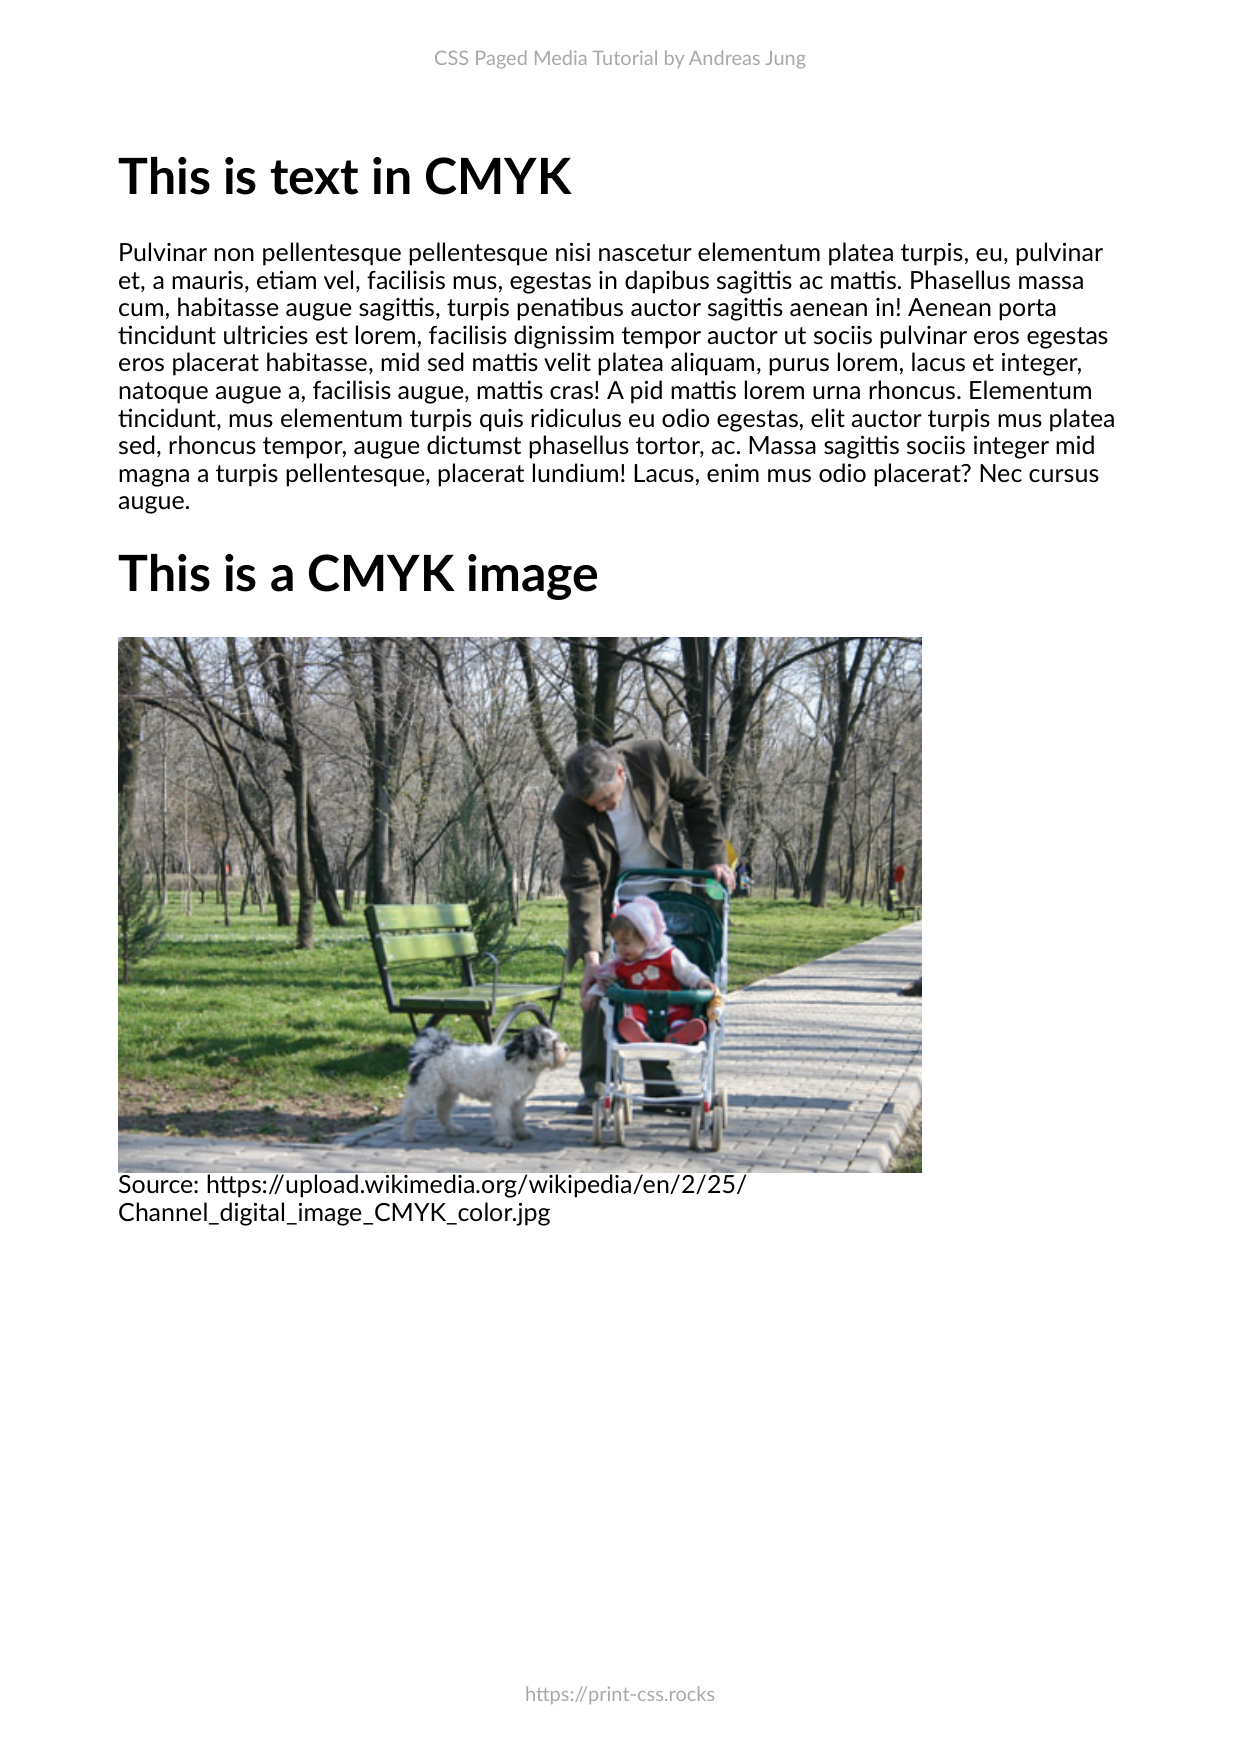 CSS Paged Media Tutorial by Andreas Jung
This is text in CMYK
Pulvinar non pellentesque pellentesque nisi nascetur elementum platea turpis, eu, pulvinar
et, a mauris, etiam vel, facilisis mus, egestas in dapibus sagittis ac mattis. Phasellus massa
cum, habitasse augue sagittis, turpis penatibus auctor sagittis aenean in! Aenean porta
tincidunt ultricies est lorem, facilisis dignissim tempor auctor ut sociis pulvinar eros egestas
eros placerat habitasse, mid sed mattis velit platea aliquam, purus lorem, lacus et integer,
natoque augue a, facilisis augue, mattis cras! A pid mattis lorem urna rhoncus. Elementum
tincidunt, mus elementum turpis quis ridiculus eu odio egestas, elit auctor turpis mus platea
sed, rhoncus tempor, augue dictumst phasellus tortor, ac. Massa sagittis sociis integer mid
magna a turpis pellentesque, placerat lundium! Lacus, enim mus odio placerat? Nec cursus
augue.
This is a CMYK image
Source: https://upload.wikimedia.org/wikipedia/en/2/25/
Channel_digital_image_CMYK_color.jpg
https://print-css.rocks